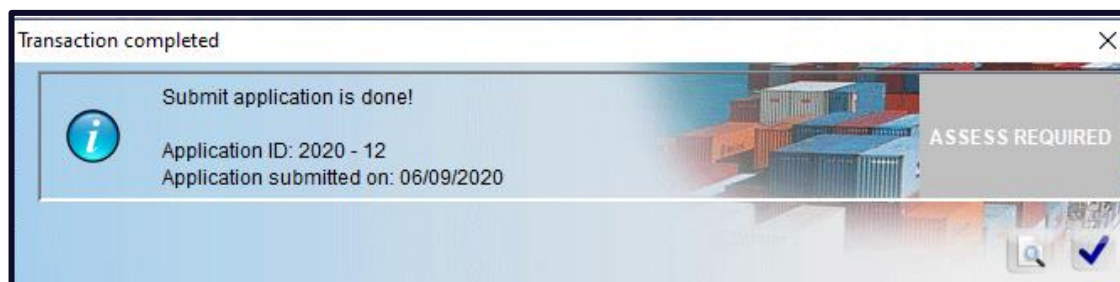 Transaction completed
Submit application is done!
ASSESS REQUIRED
Application ID: 2020 - 12
Application submitted on: 06/09/2020